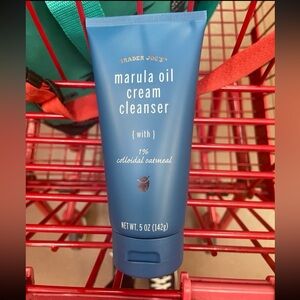 TRADER JOE'S
marula oil
cream
cleanser
{with}
1%
colloidal oatmeal
NET WT. 5 OZ (142g)